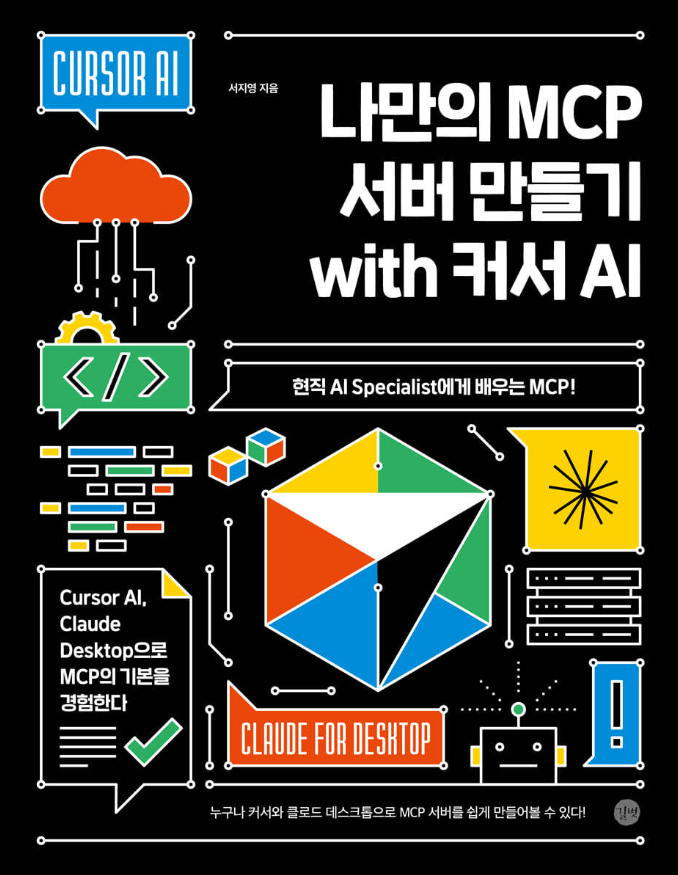 CURSOR AI
서지영 지음
나만의 MCP
서버 만들기
with 커서 AI
현직 AI Specialist에게 배우는 MCP!
Cursor AI,
Claude
Desktop으로
MCP의 기본을
경험한다
CLAUDE FOR DESKTOP
누구나 커서와 클로드 데스크톱으로 MCP 서버를 쉽게 만들어볼 수 있다!
길벗